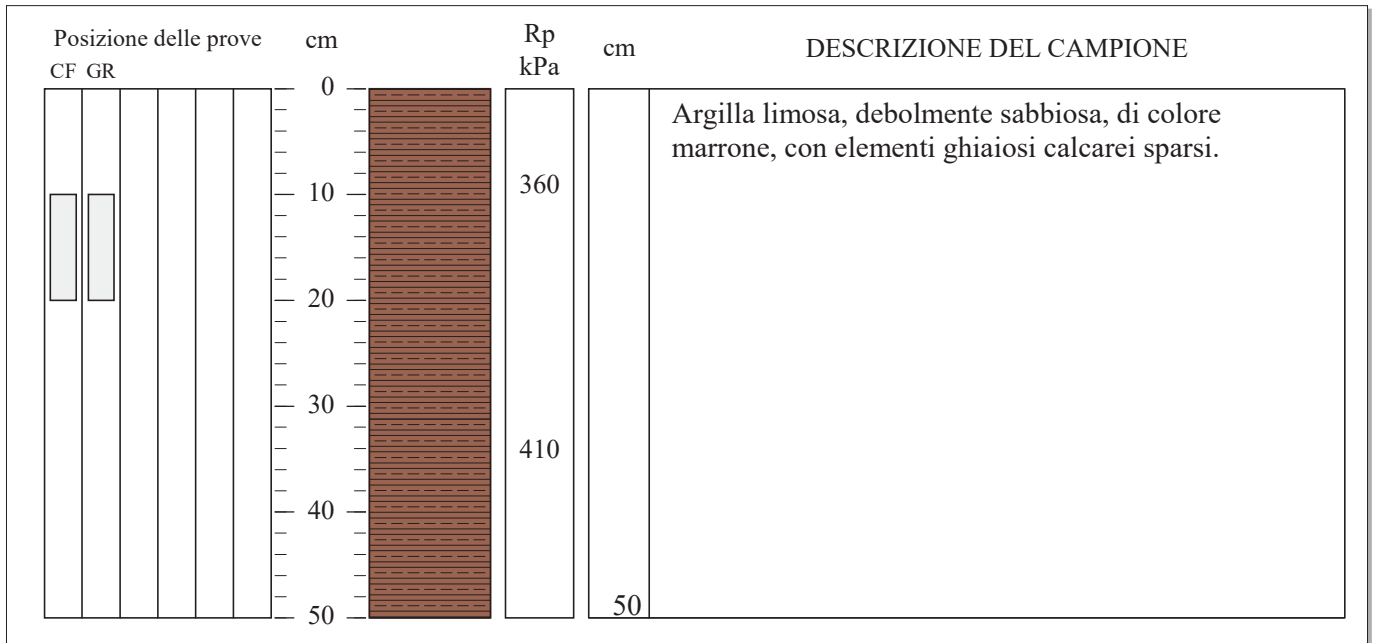 Posizione delle prove
CF GR
cm
Rp
kPa
cm
DESCRIZIONE DEL CAMPIONE
0
10
20
30
40
50
360
410
50
Argilla limosa, debolmente sabbiosa, di colore
marrone, con elementi ghiaiosi calcarei sparsi.